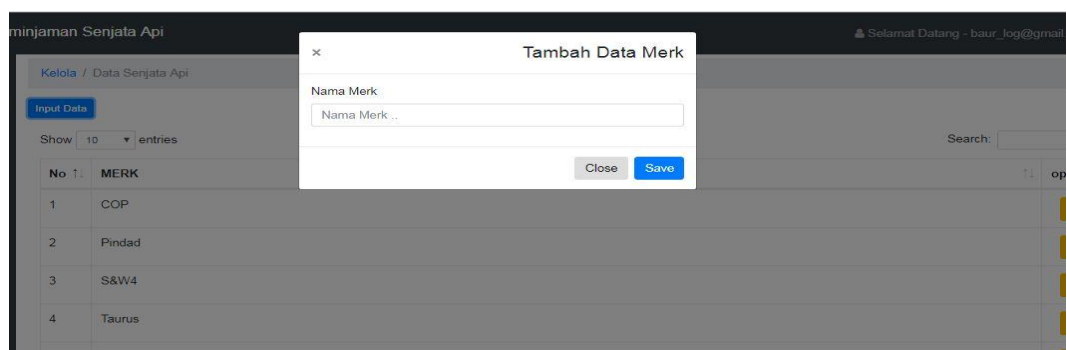 minjaman Senjata Api
Selamat Datang - baur_log@gmail.
× Tambah Data Merk
Kelola / Data Senjata Api
Nama Merk
Nama Merk ..
Input Data
Show 10 entries
Search:
Close Save
No MERK op
1 COP
2 Pindad
3 S&W4
4 Taurus